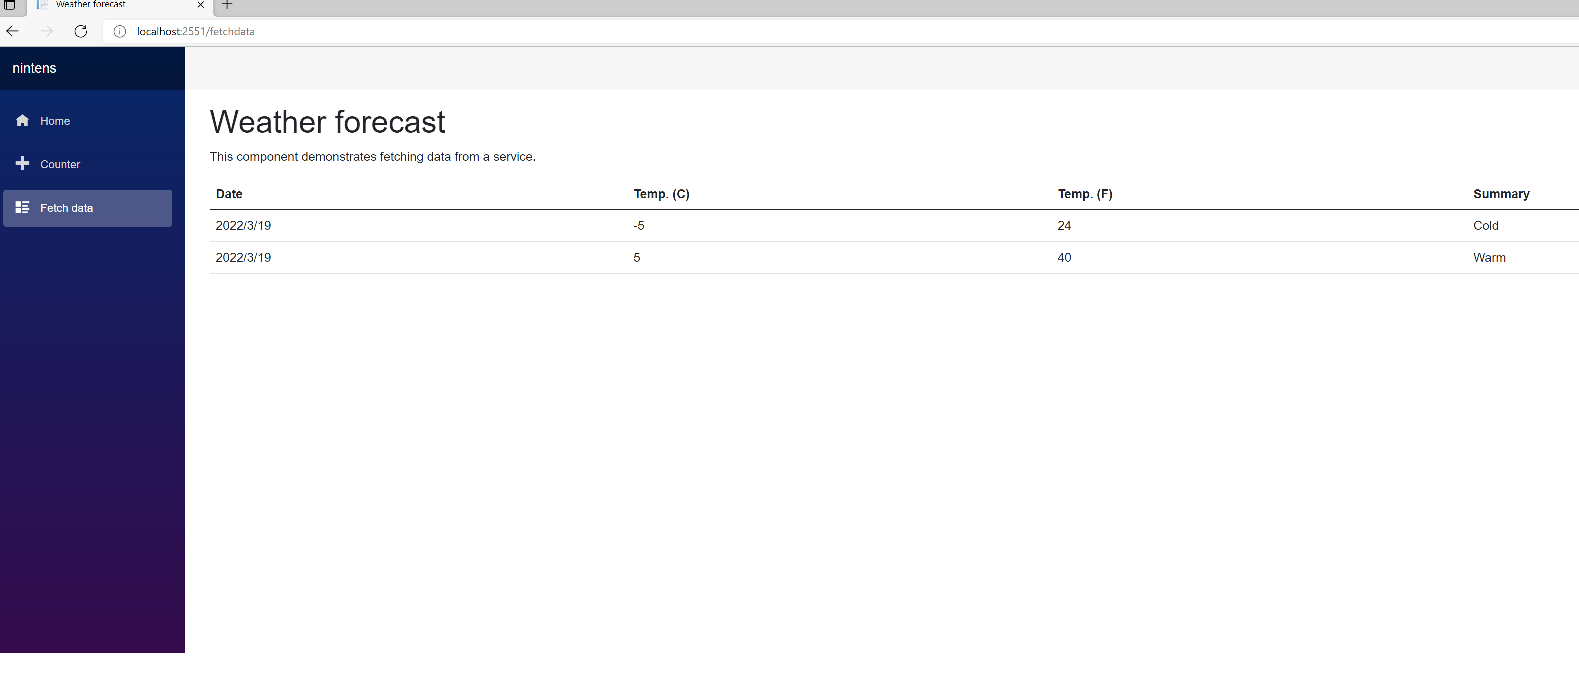 Weather forecast
localhost:2551/fetchdata
nintens
Home
Counter
Fetch data
Weather forecast
This component demonstrates fetching data from a service.
Date Temp. (C) Temp. (F) Summary
2022/3/19 -5 24 Cold
2022/3/19 5 40 Warm